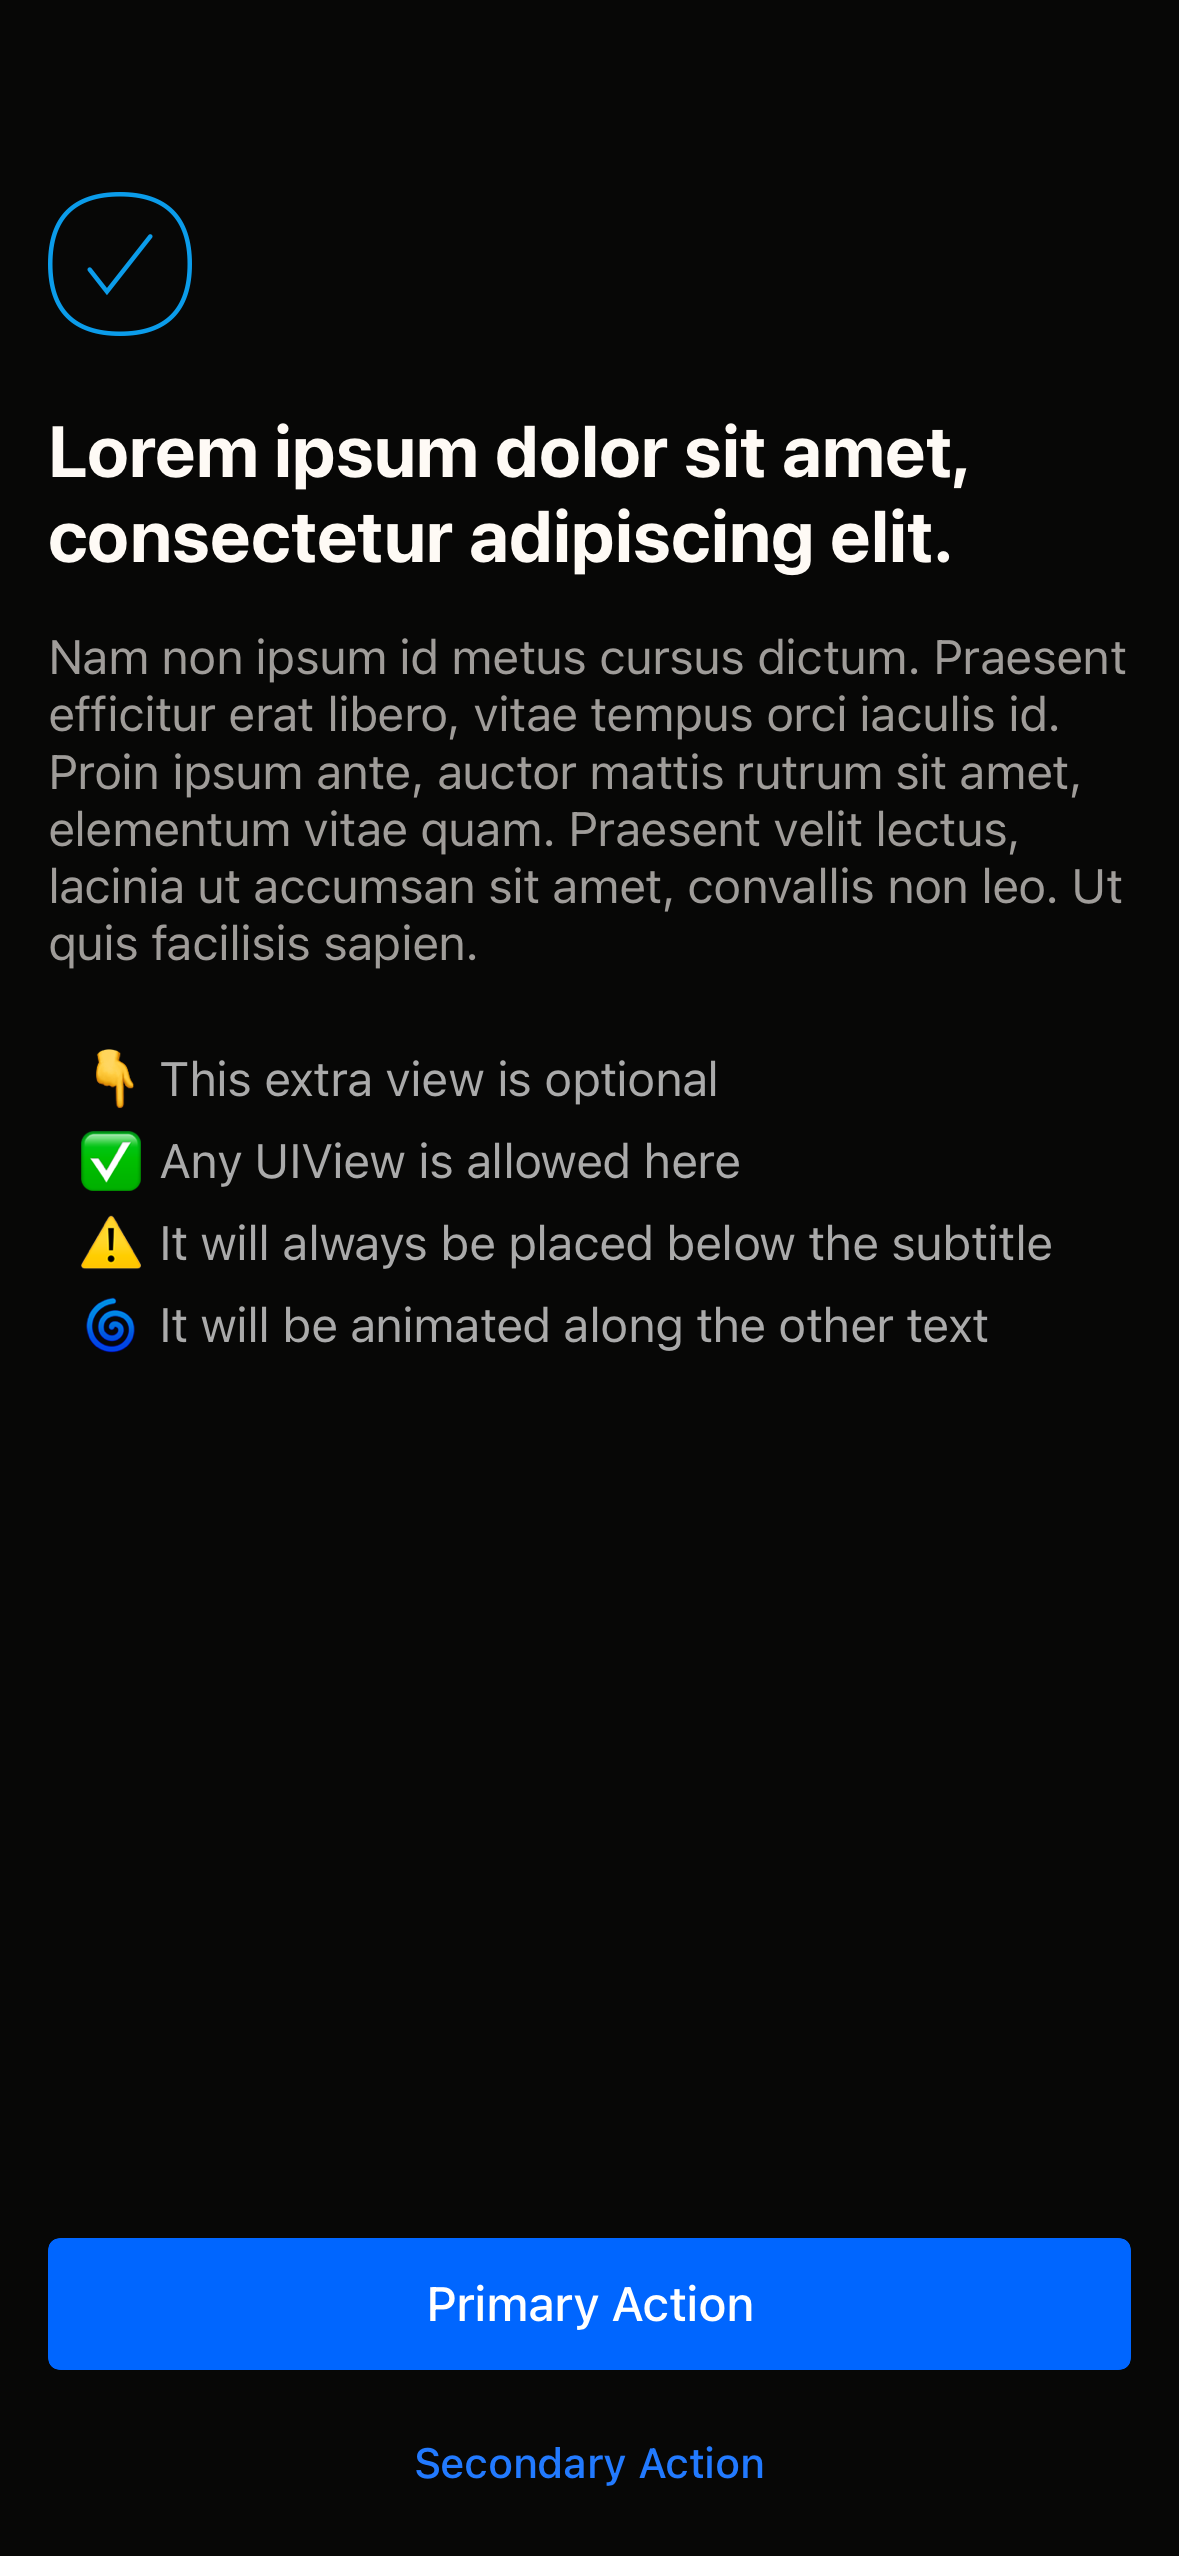 Lorem ipsum dolor sit amet,
consectetur adipiscing elit.
Nam non ipsum id metus cursus dictum. Praesent
efficitur erat libero, vitae tempus orci iaculis id.
Proin ipsum ante, auctor mattis rutrum sit amet,
elementum vitae quam. Praesent velit lectus,
lacinia ut accumsan sit amet, convallis non leo. Ut
quis facilisis sapien.
👇 This extra view is optional
✅ Any UIView is allowed here
⚠️ It will always be placed below the subtitle
🌀 It will be animated along the other text
Primary Action
Secondary Action